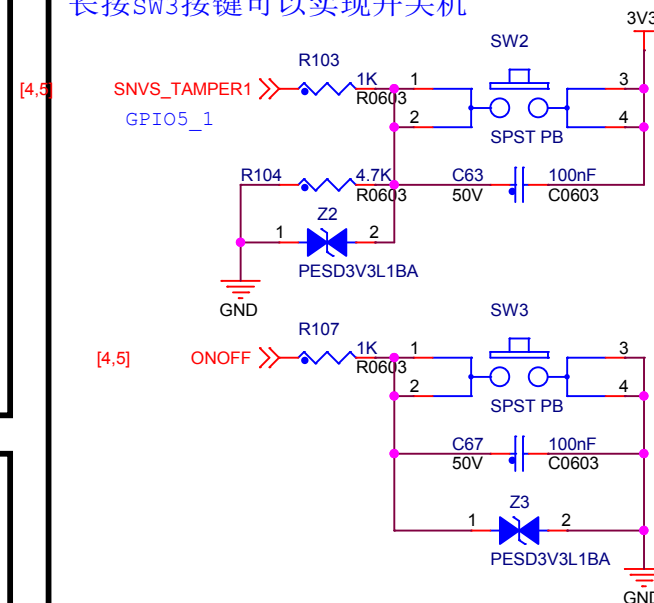 长按SW3按键可以实现开关机
3V3
SW2
R103
[4,5]
SNVS_TAMPER1
1K
R0603
1
3
GPIO5_1
2
4
SPST PB
R104
4.7K
R0603
C63
100nF
50V
C0603
Z2
1
2
PESD3V3L1BA
GND
SW3
R107
[4,5]
ONOFF
1K
R0603
1
3
2
4
SPST PB
C67
100nF
50V
C0603
Z3
1
2
PESD3V3L1BA
GND